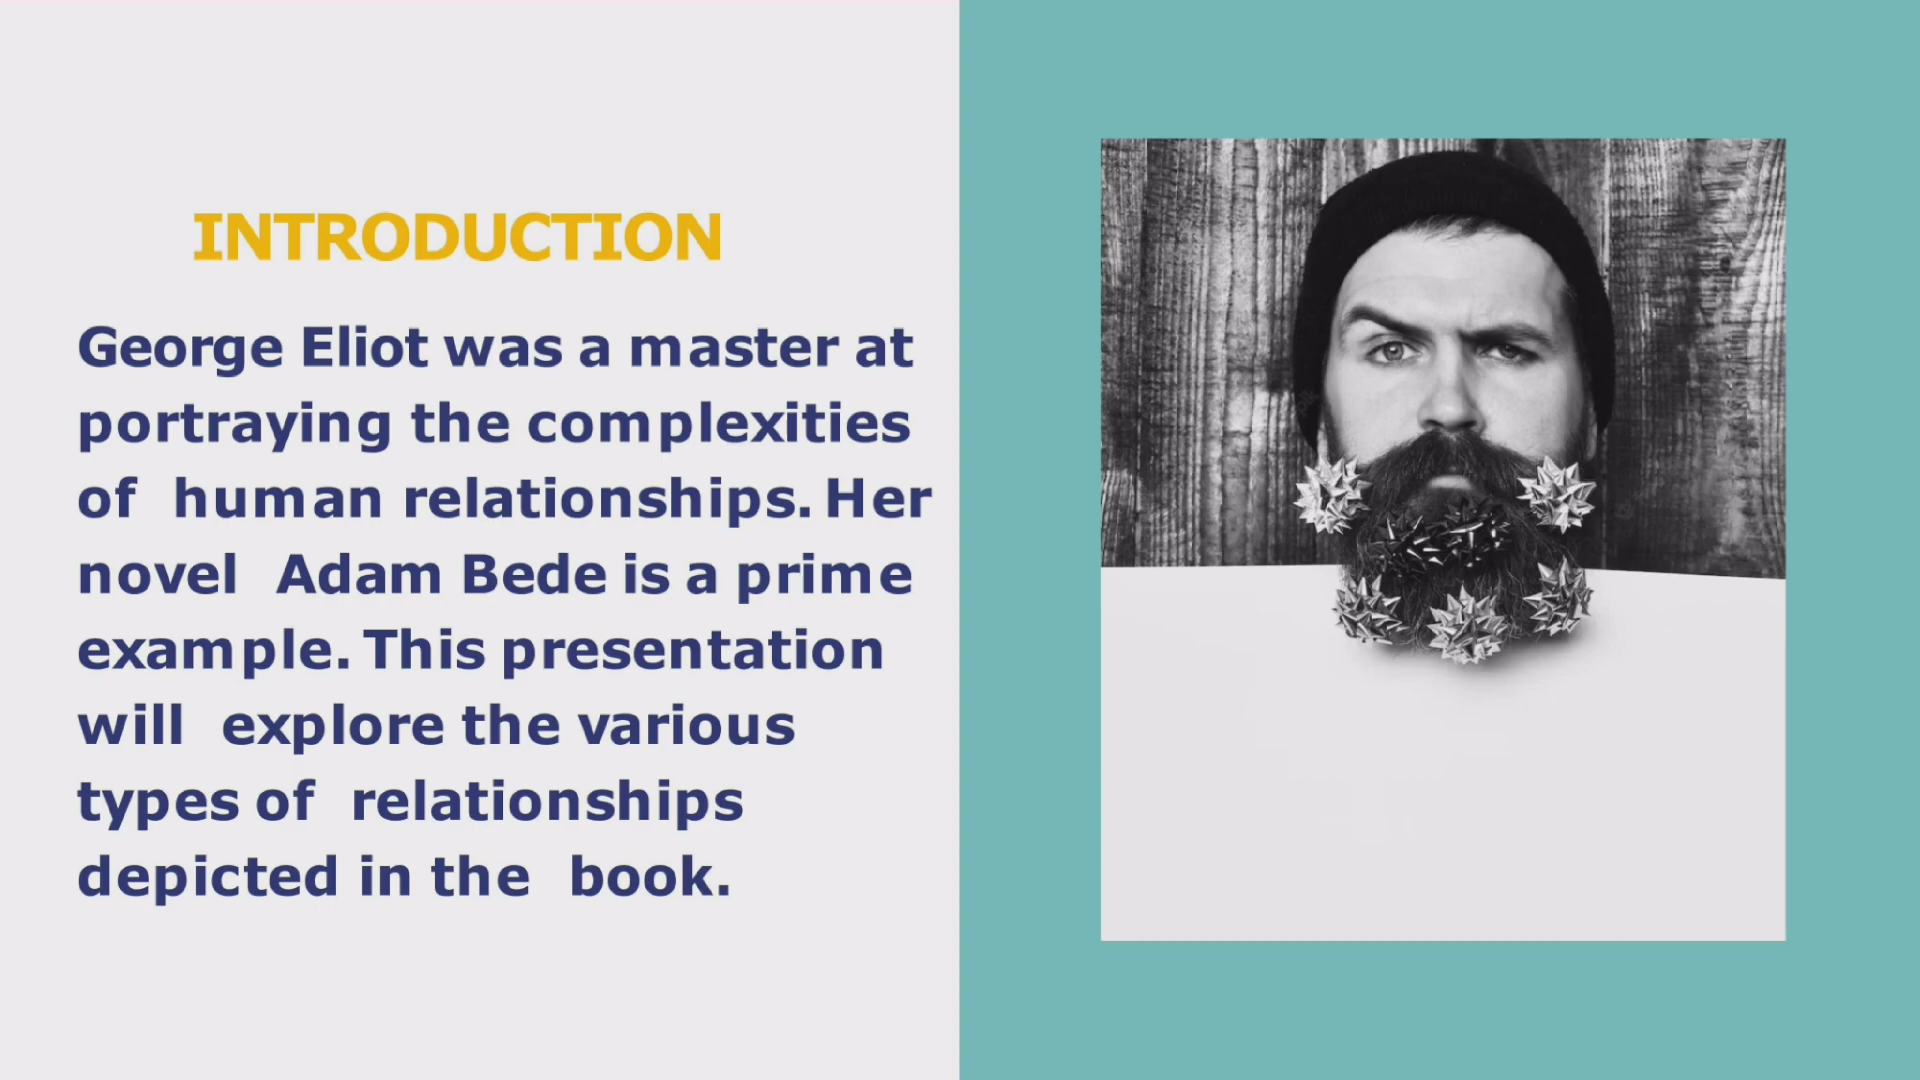 INTRODUCTION
George Eliot was a master at
portraying the complexities
of human relationships. Her
novel Adam Bede is a prime
example. This presentation
will explore the various
types of relationships
depicted in the book.